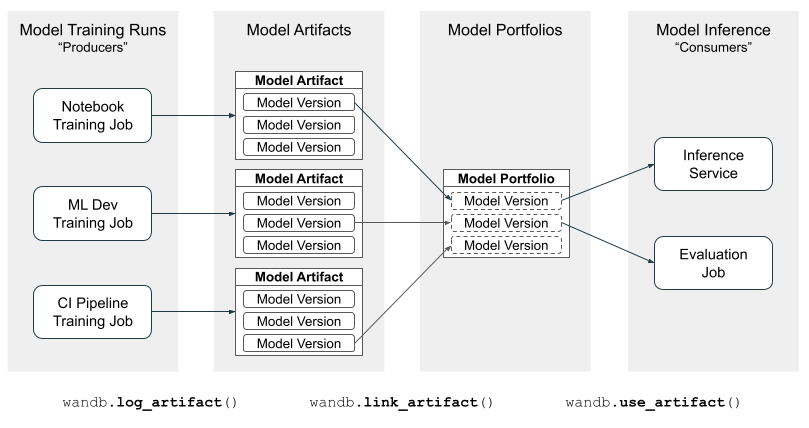 Model Training Runs
“Producers”
Notebook
Training Job
ML Dev
Training Job
CI Pipeline
Training Job
Model Artifacts
Model Artifact
Model Version
Model Version
Model Version
Model Artifact
Model Version
Model Version
Model Version
Model Artifact
Model Version
Model Version
Model Version
Model Portfolios
Model Portfolio
Model Version
Model Version
Model Version
Model Inference
“Consumers”
Inference
Service
Evaluation
Job
wandb.log_artifact()
wandb.link_artifact()
wandb.use_artifact()